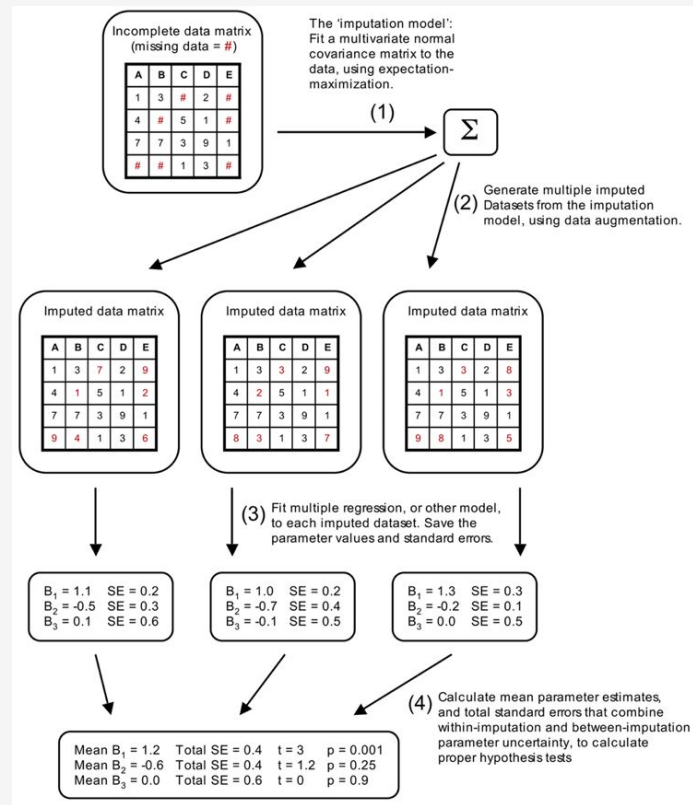 Incomplete data matrix
(missing data = #)
A B C D E
1 3 # 2 #
4 # 5 1 #
7 7 3 9 1
# # 1 3 #
The ‘imputation model’:
Fit a multivariate normal
covariance matrix to the
data, using expectation-
maximization.
(1)
Σ
(2) Generate multiple imputed
Datasets from the imputation
model, using data augmentation.
Imputed data matrix
A B C D E
1 3 7 2 9
4 1 5 1 2
7 7 3 9 1
9 4 1 3 6
Imputed data matrix
A B C D E
1 3 3 2 9
4 2 5 1 1
7 7 3 9 1
8 3 1 3 7
Imputed data matrix
A B C D E
1 3 3 2 8
4 1 5 1 3
7 7 3 9 1
9 8 1 3 5
(3) Fit multiple regression, or other model,
to each imputed dataset. Save the
parameter values and standard errors.
B₁ = 1.1 SE = 0.2
B₂ = -0.5 SE = 0.3
B₃ = 0.1 SE = 0.6
B₁ = 1.0 SE = 0.2
B₂ = -0.7 SE = 0.4
B₃ = -0.1 SE = 0.5
B₁ = 1.3 SE = 0.3
B₂ = -0.2 SE = 0.1
B₃ = 0.0 SE = 0.5
(4) Calculate mean parameter estimates,
and total standard errors that combine
within-imputation and between-imputation
parameter uncertainty, to calculate
proper hypothesis tests
Mean B₁ = 1.2 Total SE = 0.4 t = 3 p = 0.001
Mean B₂ = -0.6 Total SE = 0.4 t = 1.2 p = 0.25
Mean B₃ = 0.0 Total SE = 0.6 t = 0 p = 0.9